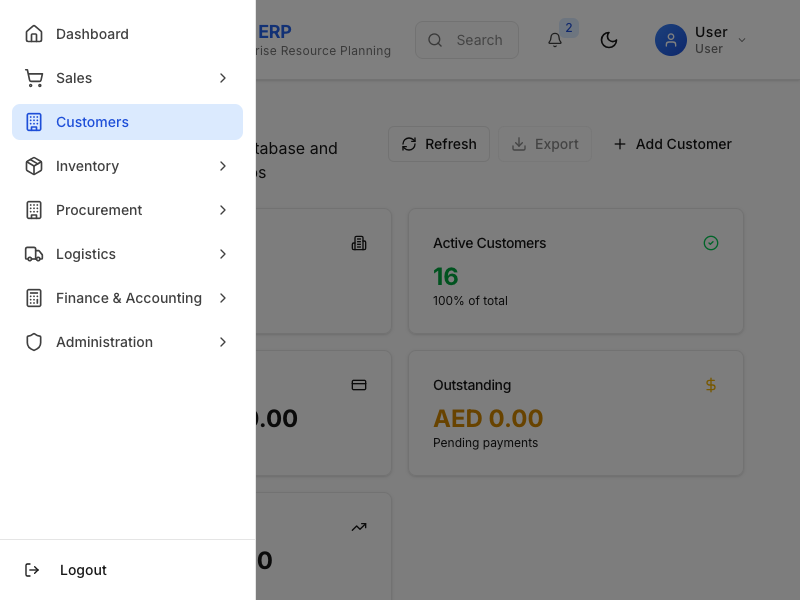 Dashboard
Sales
Customers
Inventory
Procurement
Logistics
Finance & Accounting
Administration
Logout
ERP
rise Resource Planning
Search
2
User
User
tabase and
Refresh
Export
Add Customer
Active Customers
16
100% of total
0.00
Outstanding
AED 0.00
Pending payments
0